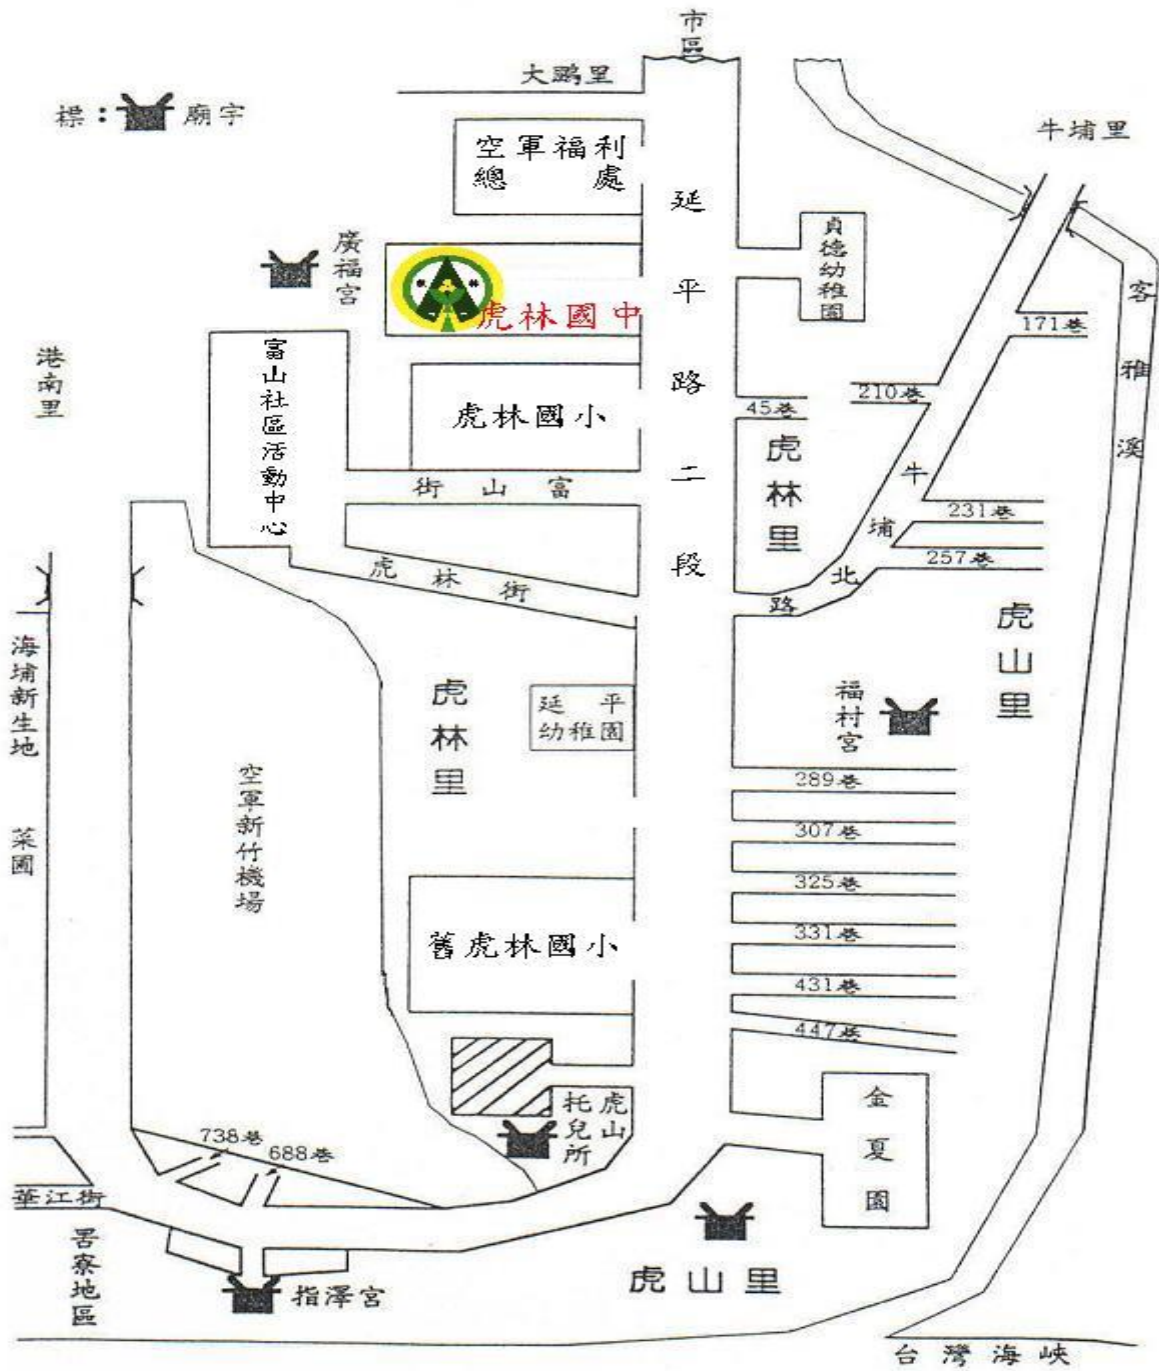 市區
大鵬里
標：廟宇
牛埔里
空軍福利
總處
延平路二段
貞德幼稚園
廣福宮
虎林國中
客雅溪
171巷
港南里
富山社區活動中心
虎林國小
45巷
210巷
虎林里
富山街
牛埔北路
231巷
257巷
虎林街
虎山里
海埔新生地
菜圃
虎林里
延平
幼稚園
福村宮
空軍新竹機場
289巷
307巷
325巷
331巷
431巷
447巷
舊虎林國小
虎山
托兒所
金夏園
738巷
688巷
華江街
罟寮地區
指澤宮
虎山里
台灣海峽